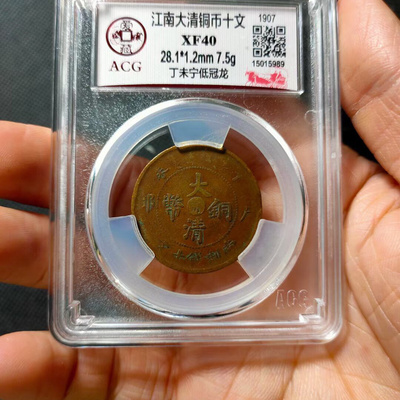 江南大清铜币十文
1907
XF40
28.1*1.2mm 7.5g
丁未宁低冠龙
15015989
ACG
大
幣 銅
清
ACG